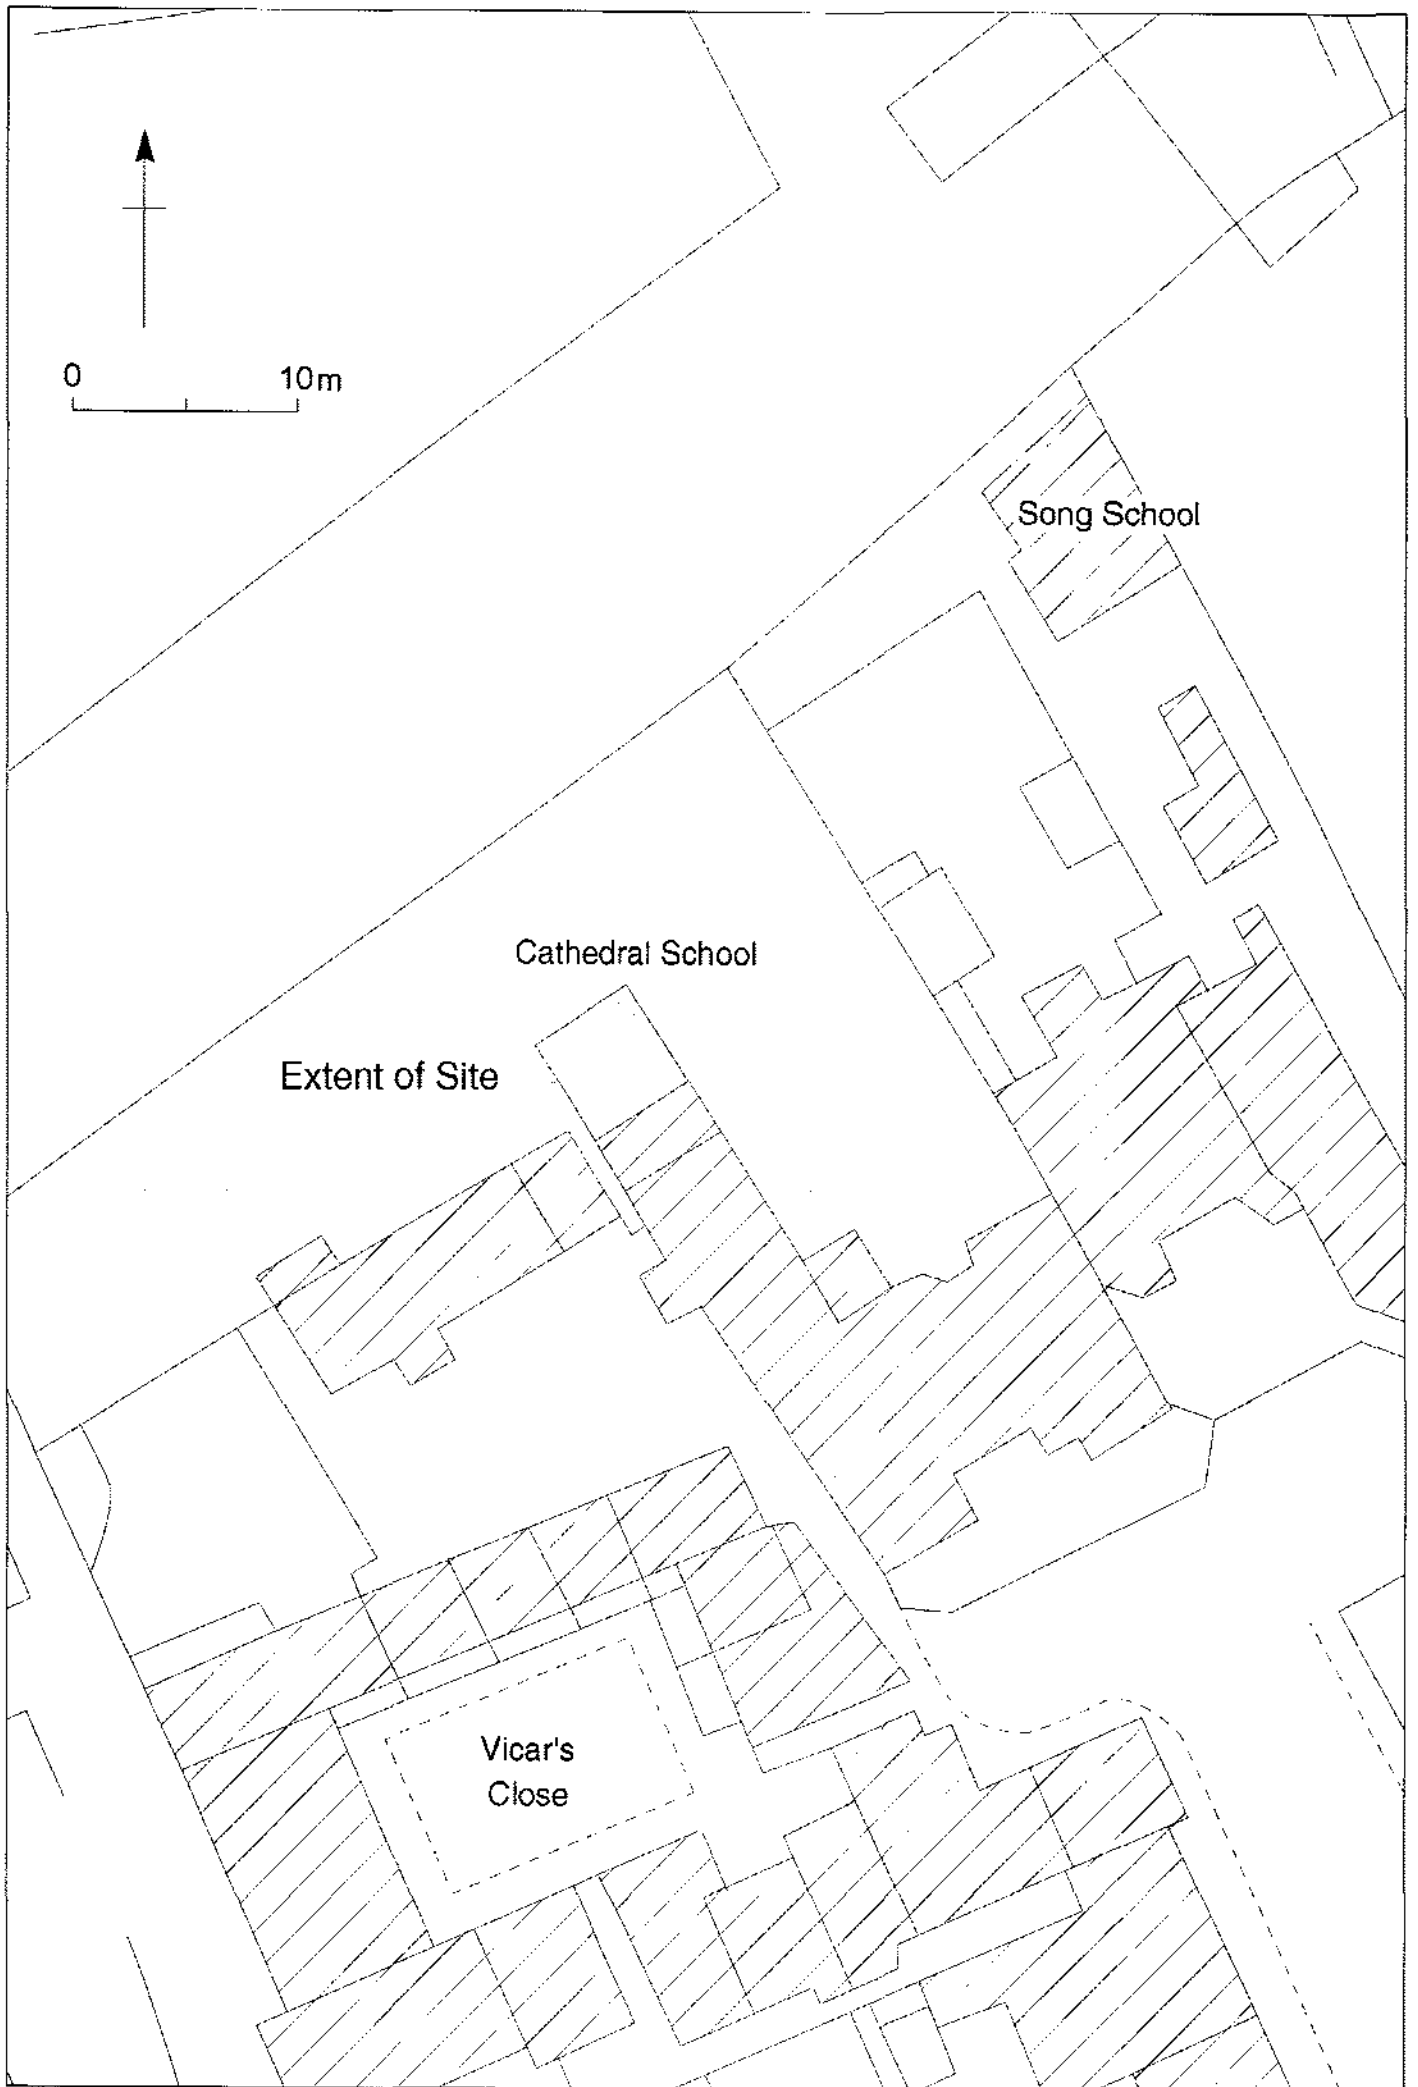 0 10m
Song School
Cathedral School
Extent of Site
Vicar's
Close